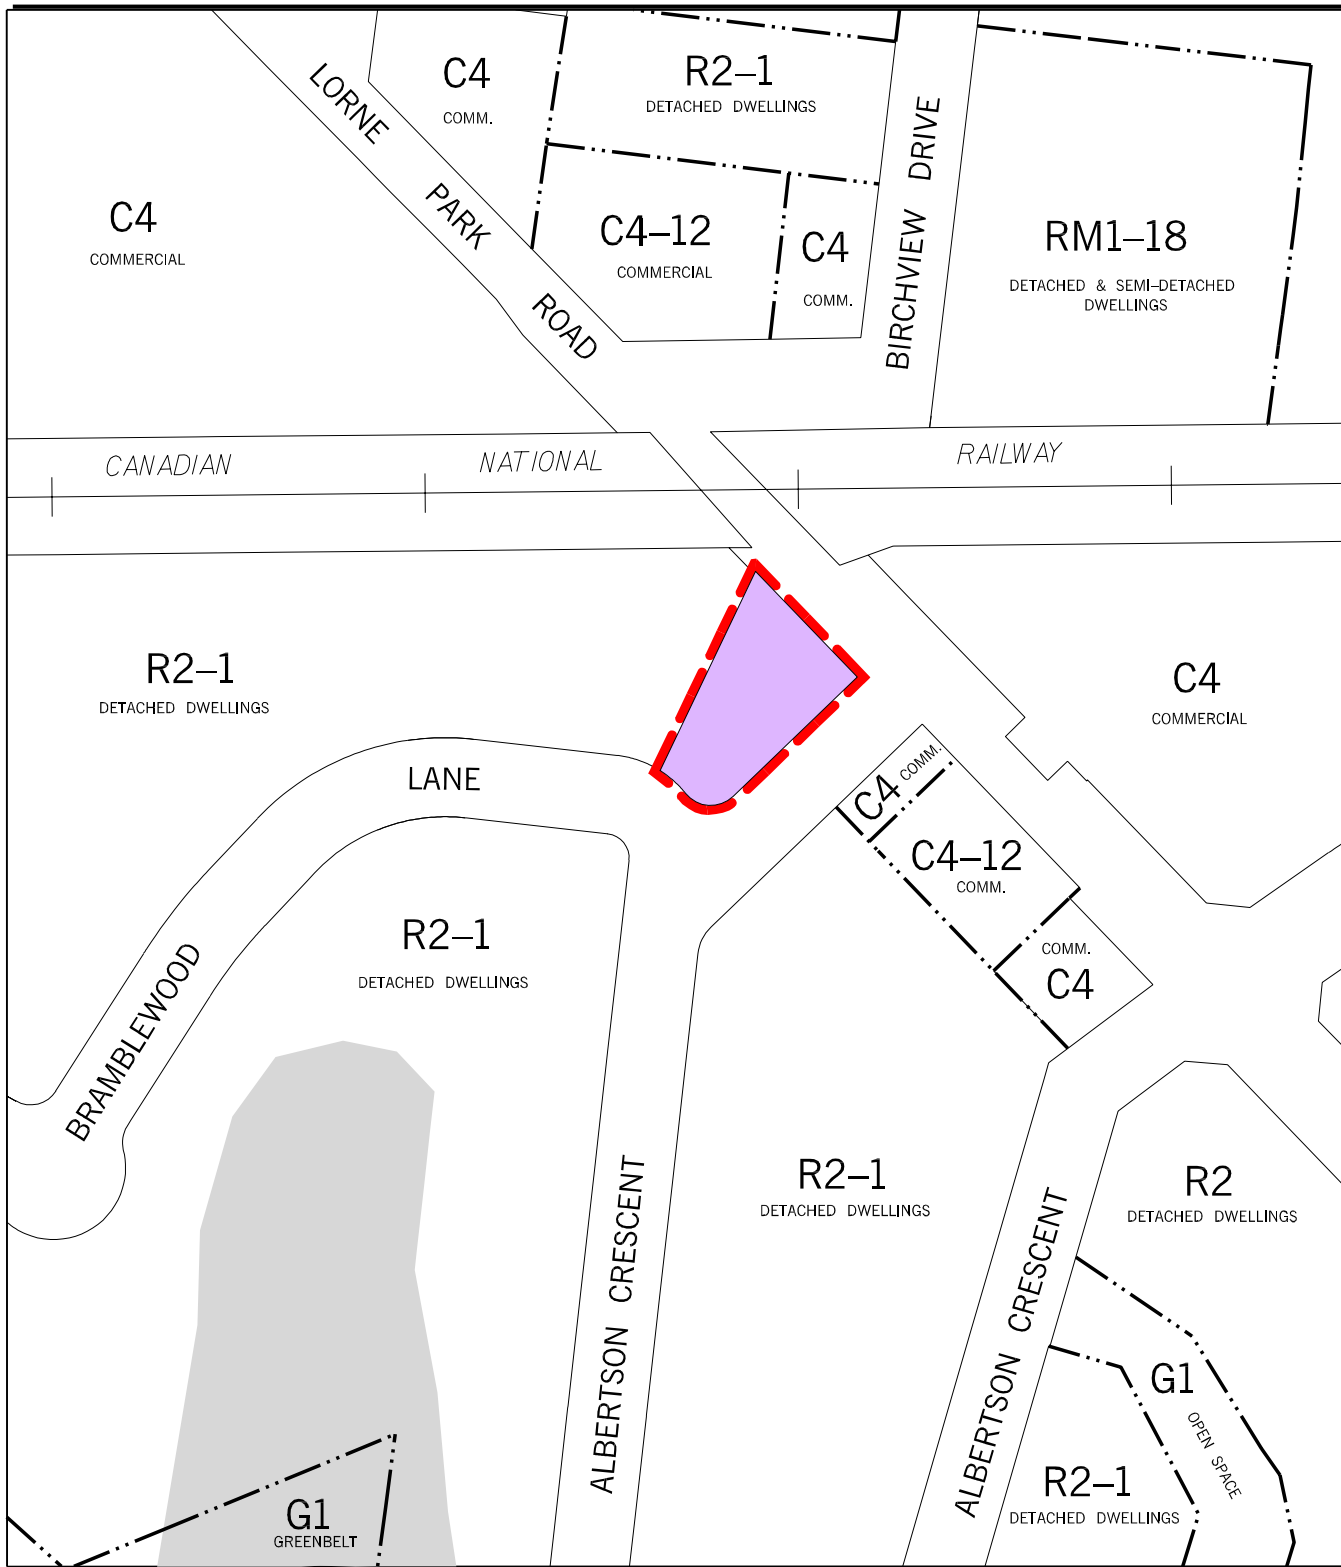 C4
COMM.
R2–1
DETACHED DWELLINGS
LORNE PARK ROAD
BIRCHVIEW DRIVE
C4
COMMERCIAL
C4–12
COMMERCIAL
C4
COMM.
RM1–18
DETACHED & SEMI–DETACHED
DWELLINGS
CANADIAN NATIONAL RAILWAY
R2–1
DETACHED DWELLINGS
C4
COMMERCIAL
BRAMBLEWOOD LANE
C4 COMM.
C4–12
COMM.
COMM.
C4
R2–1
DETACHED DWELLINGS
ALBERTSON CRESCENT
R2–1
DETACHED DWELLINGS
ALBERTSON CRESCENT
R2
DETACHED DWELLINGS
G1
OPEN SPACE
R2–1
DETACHED DWELLINGS
G1
GREENBELT